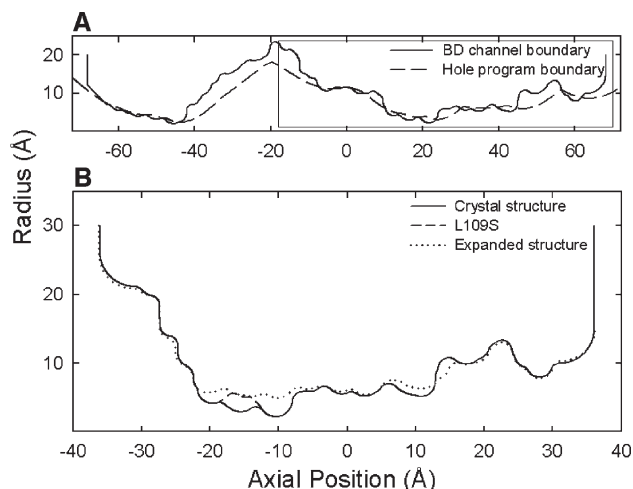 A
20
10
BD channel boundary
Hole program boundary
-60 -40 -20 0 20 40 60
B
Radius (Å)
30
20
10
Crystal structure
L109S
Expanded structure
-40 -30 -20 -10 0 10 20 30 40
Axial Position (Å)